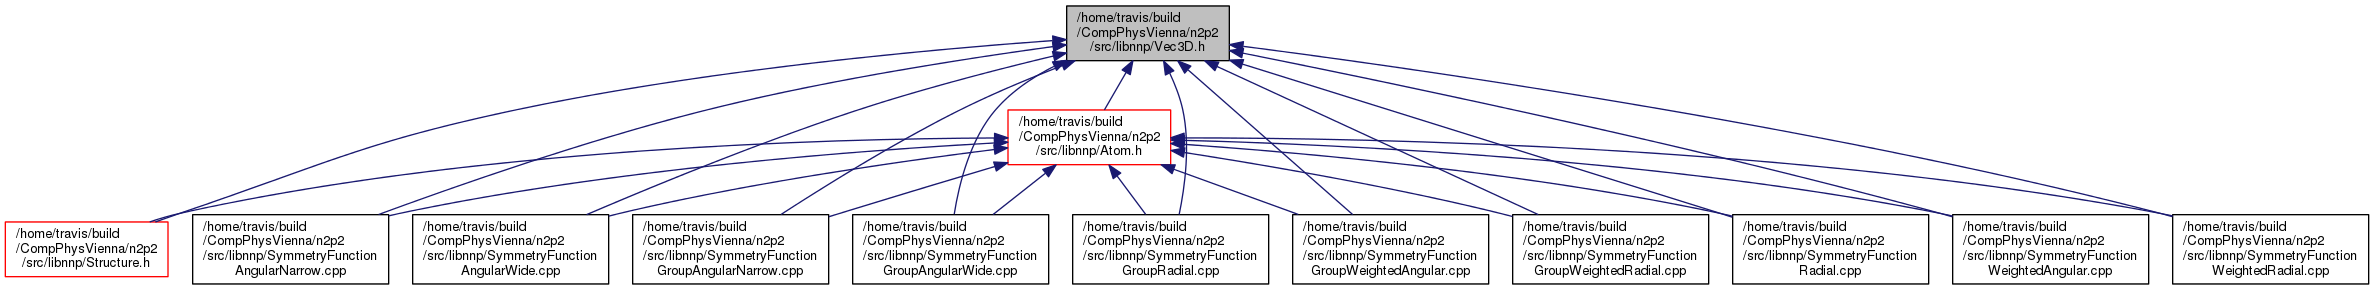 /home/travis/build
/CompPhysVienna/n2p2
/src/libnnp/Vec3D.h
/home/travis/build
/CompPhysVienna/n2p2
/src/libnnp/Atom.h
/home/travis/build
/CompPhysVienna/n2p2
/src/libnnp/Structure.h
/home/travis/build
/CompPhysVienna/n2p2
/src/libnnp/SymmetryFunction
AngularNarrow.cpp
/home/travis/build
/CompPhysVienna/n2p2
/src/libnnp/SymmetryFunction
AngularWide.cpp
/home/travis/build
/CompPhysVienna/n2p2
/src/libnnp/SymmetryFunction
GroupAngularNarrow.cpp
/home/travis/build
/CompPhysVienna/n2p2
/src/libnnp/SymmetryFunction
GroupAngularWide.cpp
/home/travis/build
/CompPhysVienna/n2p2
/src/libnnp/SymmetryFunction
GroupRadial.cpp
/home/travis/build
/CompPhysVienna/n2p2
/src/libnnp/SymmetryFunction
GroupWeightedAngular.cpp
/home/travis/build
/CompPhysVienna/n2p2
/src/libnnp/SymmetryFunction
GroupWeightedRadial.cpp
/home/travis/build
/CompPhysVienna/n2p2
/src/libnnp/SymmetryFunction
Radial.cpp
/home/travis/build
/CompPhysVienna/n2p2
/src/libnnp/SymmetryFunction
WeightedAngular.cpp
/home/travis/build
/CompPhysVienna/n2p2
/src/libnnp/SymmetryFunction
WeightedRadial.cpp